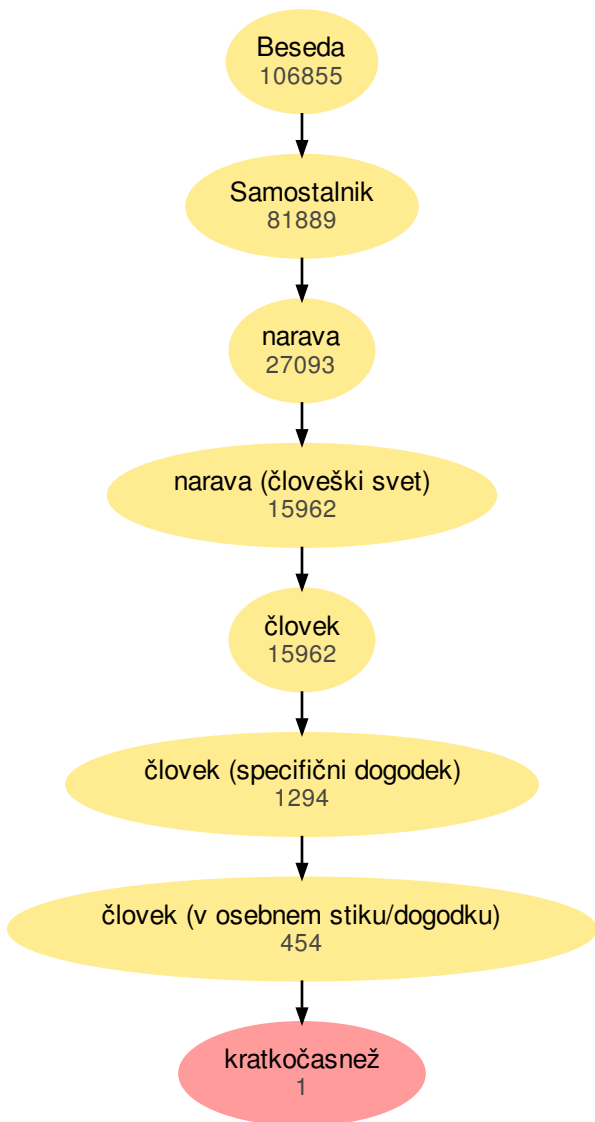 Beseda
106855
Samostalnik
81889
narava
27093
narava (človeški svet)
15962
človek
15962
človek (specifični dogodek)
1294
človek (v osebnem stiku/dogodku)
454
kratkočasnež
1